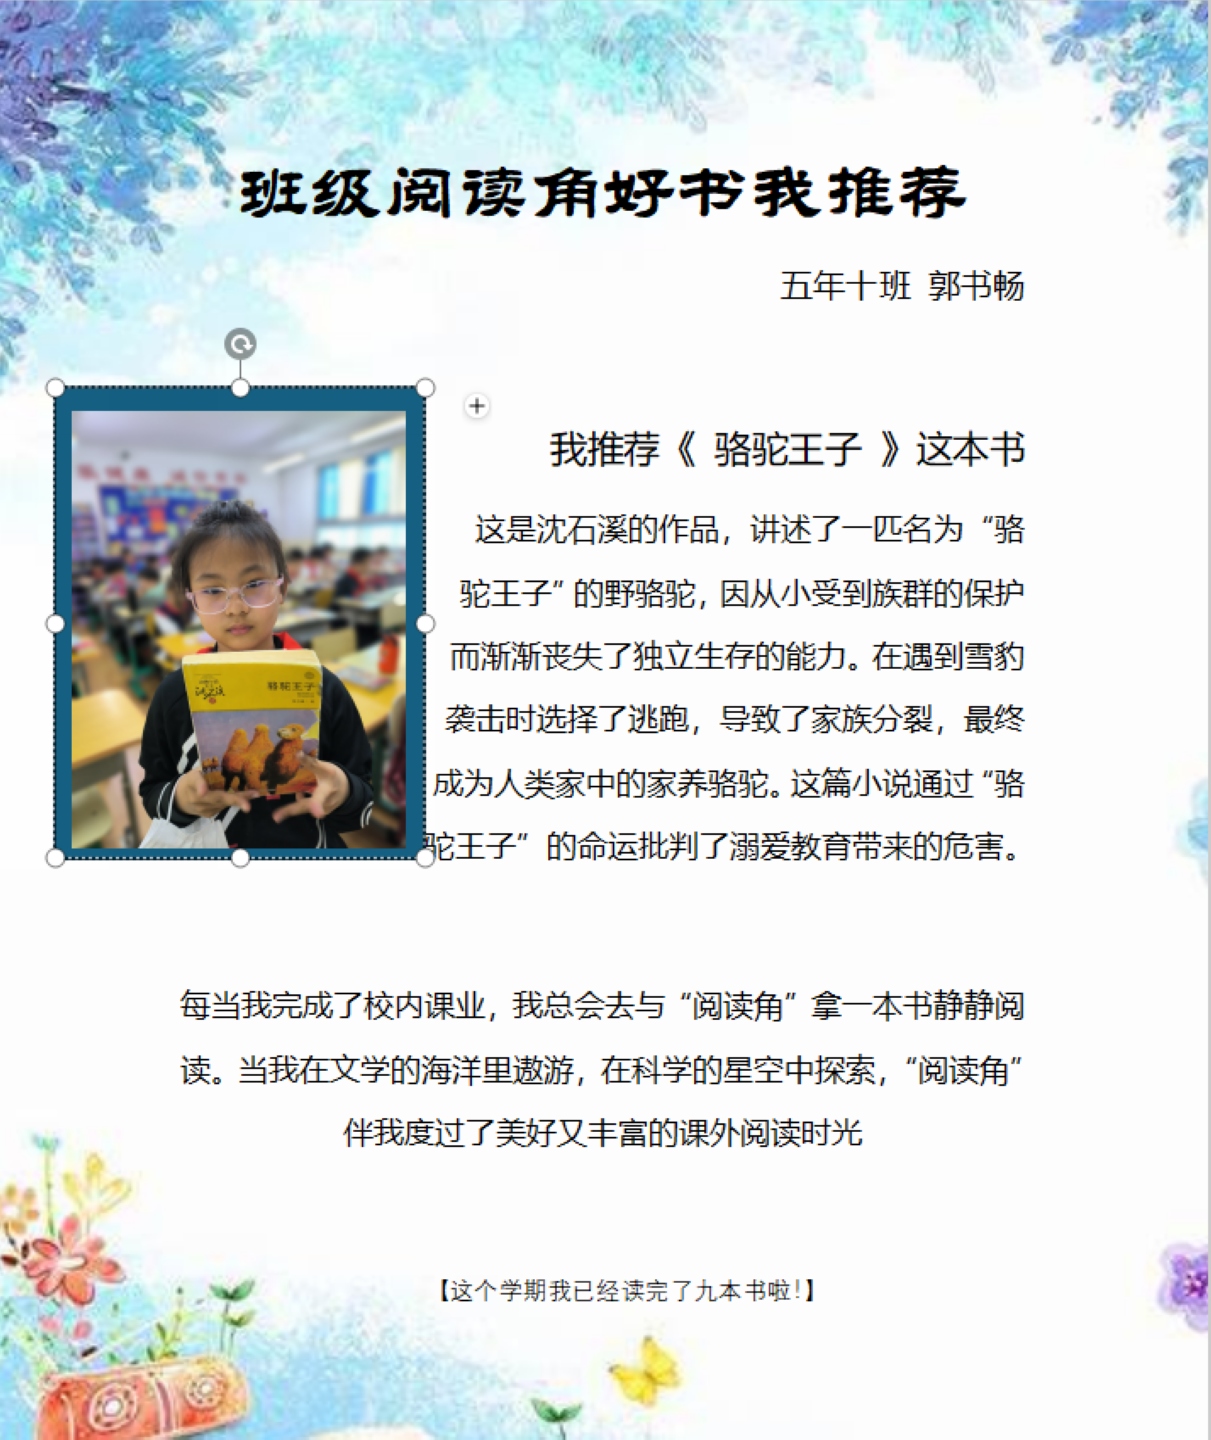 班级阅读角好书我推荐
五年十班 郭书畅
我推荐《 骆驼王子 》这本书
这是沈石溪的作品，讲述了一匹名为“骆
驼王子”的野骆驼，因从小受到族群的保护
而渐渐丧失了独立生存的能力。在遇到雪豹
袭击时选择了逃跑，导致了家族分裂，最终
成为人类家中的家养骆驼。这篇小说通过“骆
驼王子” 的命运批判了溺爱教育带来的危害。
骆驼王子
每当我完成了校内课业，我总会去与“阅读角”拿一本书静静阅
读。当我在文学的海洋里遨游，在科学的星空中探索，“阅读角”
伴我度过了美好又丰富的课外阅读时光
【这个学期我已经读完了九本书啦！】